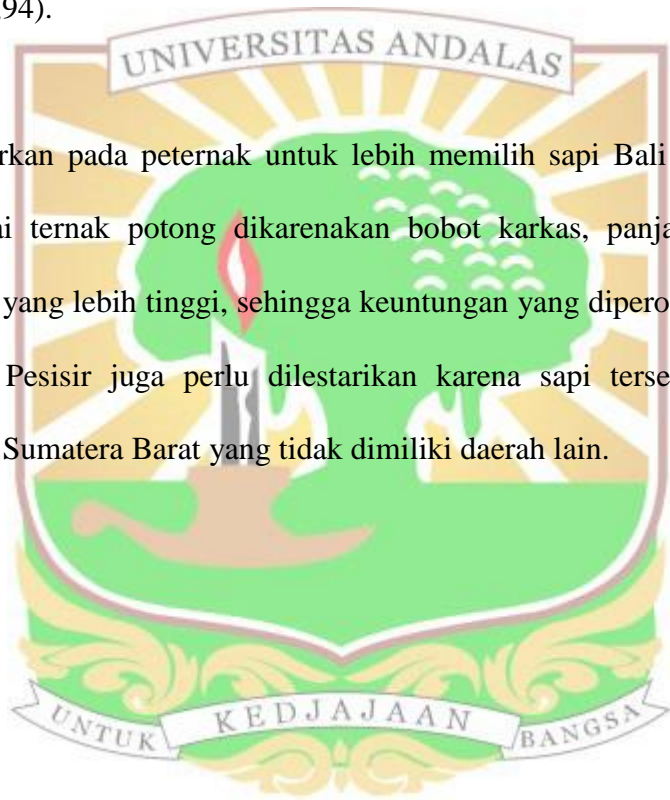 94).
UNIVERSITAS ANDALAS
rkan pada peternak untuk lebih memilih sapi Bali
ai ternak potong dikarenakan bobot karkas, panja
yang lebih tinggi, sehingga keuntungan yang dipero
Pesisir juga perlu dilestarikan karena sapi terse
Sumatera Barat yang tidak dimiliki daerah lain.
UNTUK KEDJAJAAN BANGSA